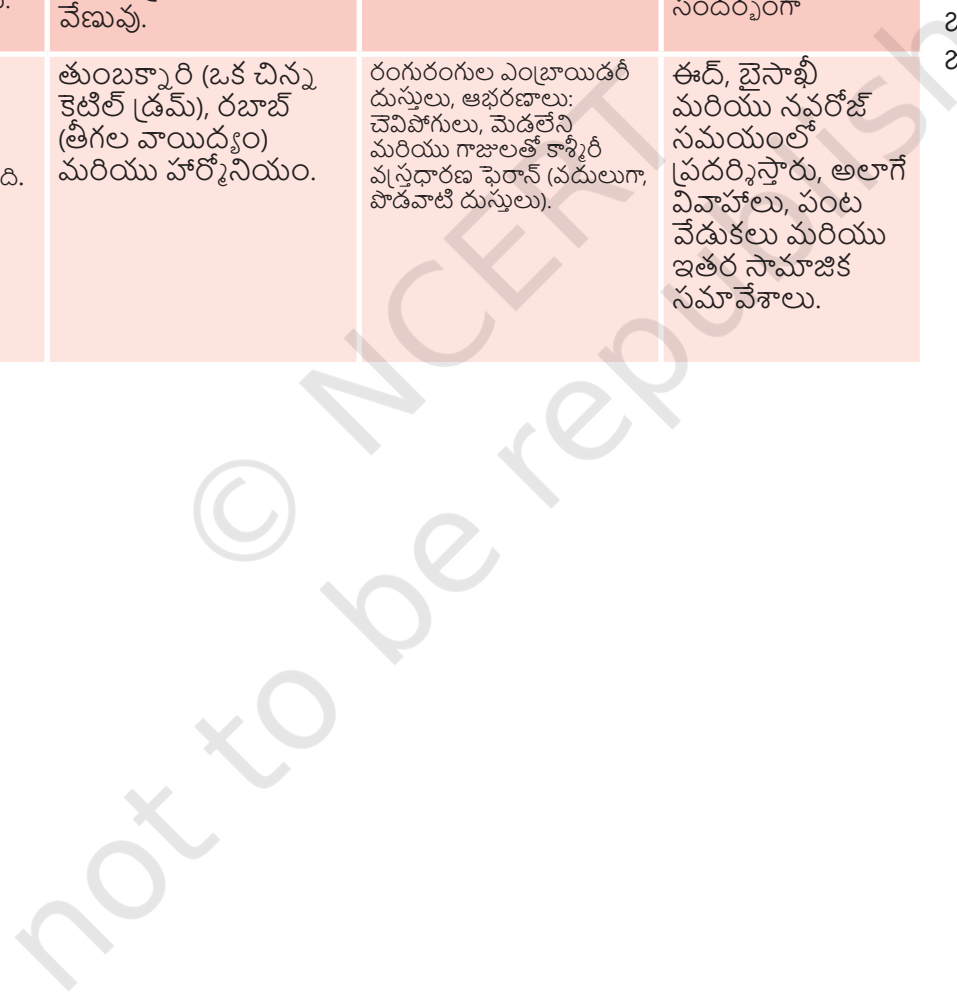 వేణువు.
సందర్భంగా
ది.
తుంబక్నారి (ఒక చిన్న
కెటిల్ డ్రమ్), రబాబ్
(తీగల వాయిద్యం)
మరియు హార్మోనియం.
రంగురంగుల ఎంబ్రాయిడరీ
దుస్తులు, ఆభరణాలు:
చెవిపోగులు, మెడలేని
మరియు గాజులతో కాశ్మీరీ
వస్త్రధారణ ఫెరాన్ (వదులుగా,
పొడవాటి దుస్తులు).
ఈద్, బైసాఖీ
మరియు నవరోజ్
సమయంలో
ప్రదర్శిస్తారు, అలాగే
వివాహాలు, పంట
వేడుకలు మరియు
ఇతర సామాజిక
సమావేశాలు.
© NCERT
not to be republish